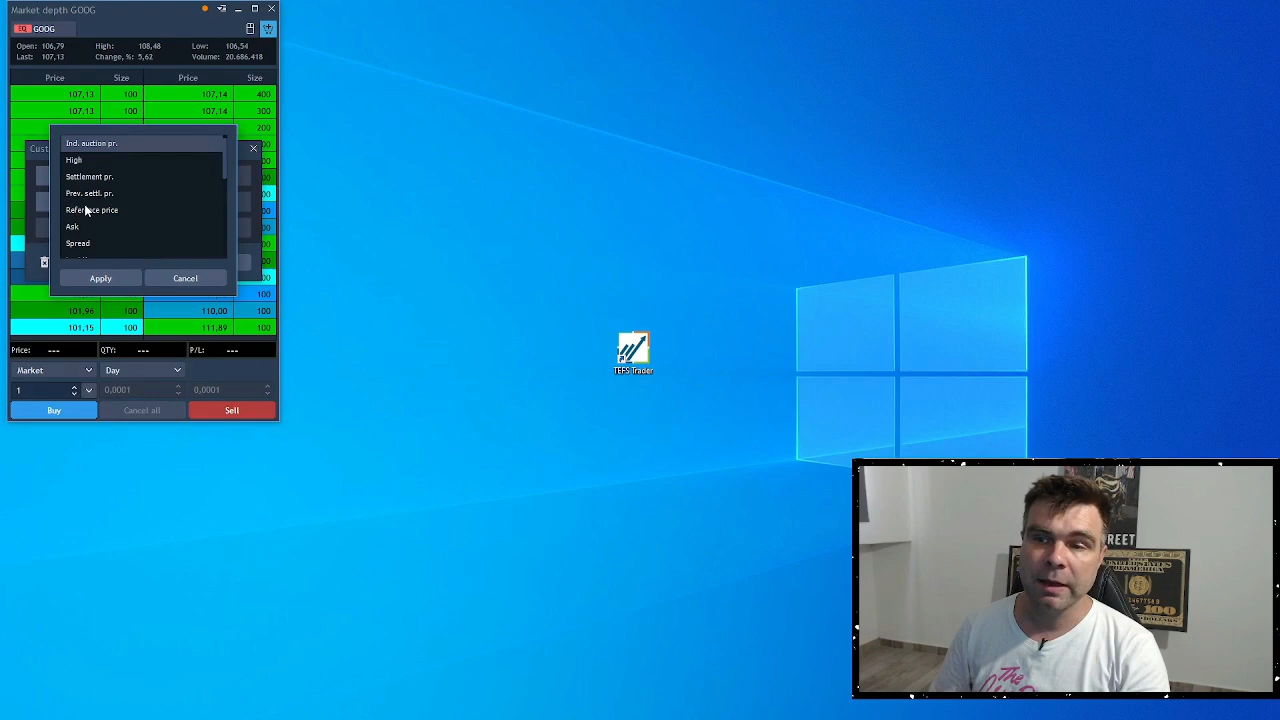 Market depth GOOG
EQ GOOG
Open: 106,79 High: 108,48 Low: 106,54
Last: 107,13 Change, %: 5,62 Volume: 20.686.418
Price Size Price Size
107,13 100 107,14 400
107,13 100 107,14 300
200
Ind. auction pr.
High
Settlement pr.
Prev. settl. pr.
Reference price
Ask
Spread
Apply Cancel
100
101,96 100 110,00 100
101,15 100 111,89 100
Price: --- QTY: --- P/L: ---
Market Day
1 0,0001 0,0001
Buy Cancel all Sell
TEFS Trader
REET
100